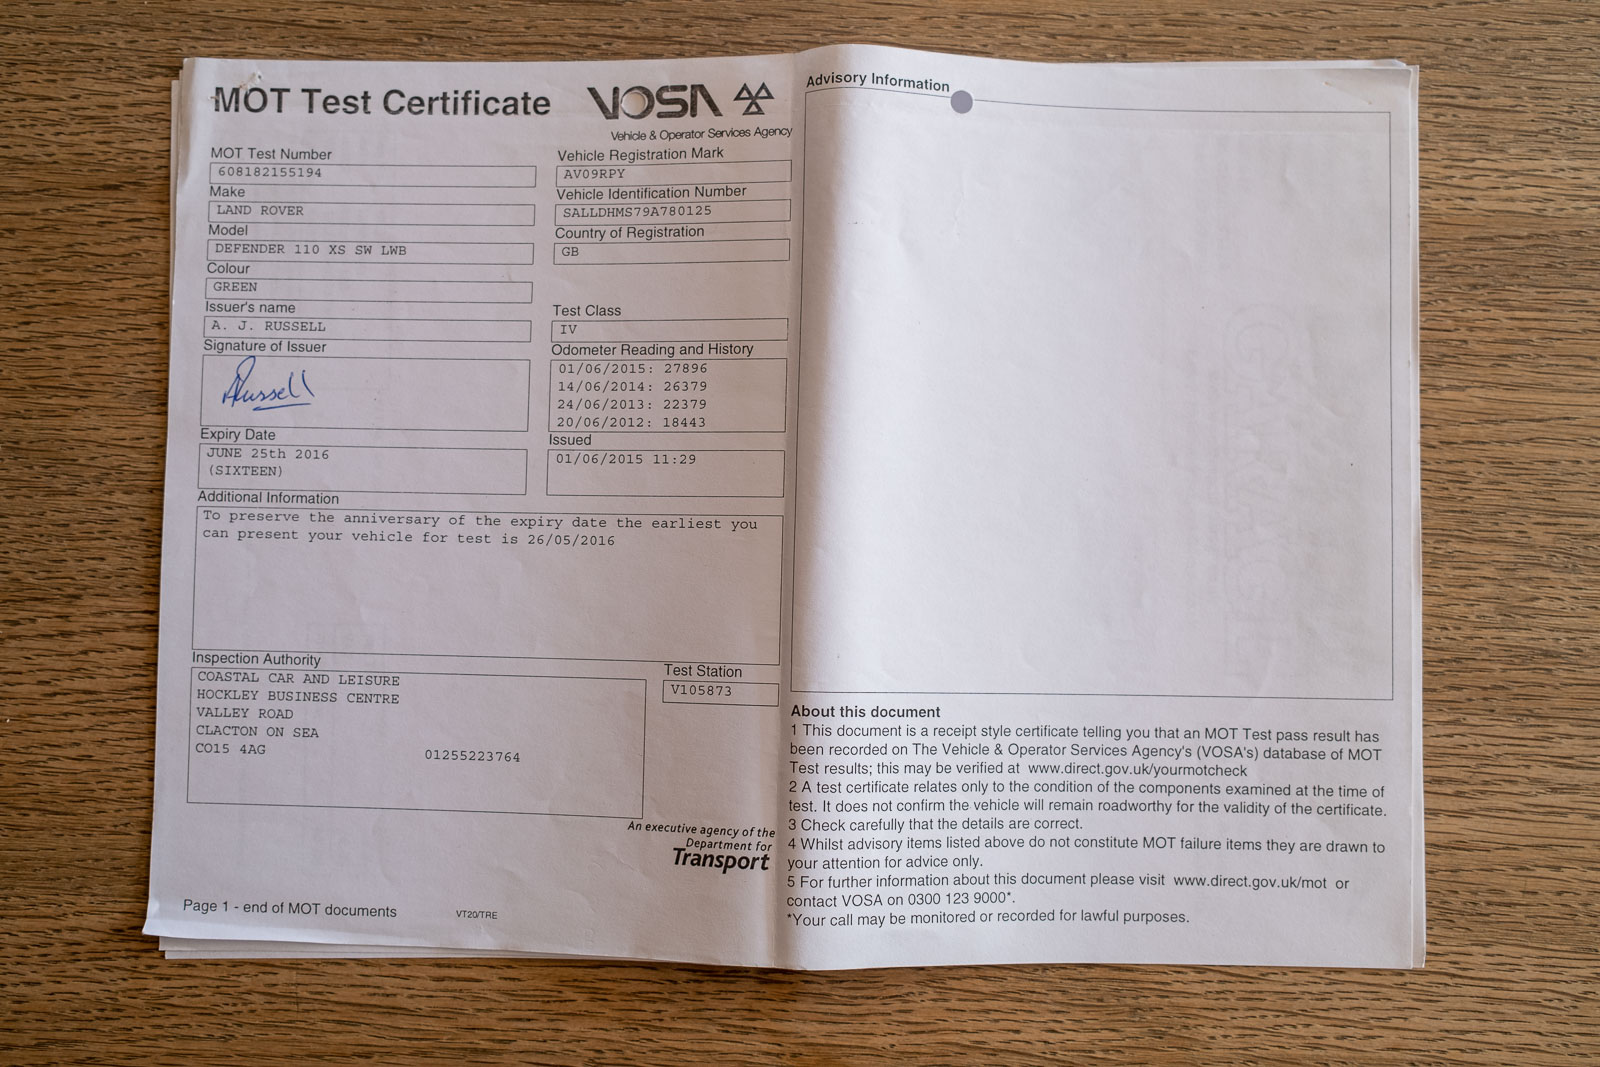 MOT Test Certificate
VOSA
Vehicle & Operator Services Agency
MOT Test Number
608182155194
Vehicle Registration Mark
AV09RPY
Make
LAND ROVER
Vehicle Identification Number
SALLDHMS79A780125
Model
DEFENDER 110 XS SW LWB
Country of Registration
GB
Colour
GREEN
Issuer's name
A. J. RUSSELL
Test Class
IV
Signature of Issuer
ARussell
Odometer Reading and History
01/06/2015: 27896
14/06/2014: 26379
24/06/2013: 22379
20/06/2012: 18443
Expiry Date
JUNE 25th 2016
(SIXTEEN)
Issued
01/06/2015 11:29
Additional Information
To preserve the anniversary of the expiry date the earliest you
can present your vehicle for test is 26/05/2016
Inspection Authority
COASTAL CAR AND LEISURE
HOCKLEY BUSINESS CENTRE
VALLEY ROAD
CLACTON ON SEA
CO15 4AG
01255223764
Test Station
V105873
An executive agency of the
Department for
Transport
Page 1 - end of MOT documents
VT20/TRE
Advisory Information
About this document
1 This document is a receipt style certificate telling you that an MOT Test pass result has
been recorded on The Vehicle & Operator Services Agency's (VOSA's) database of MOT
Test results; this may be verified at www.direct.gov.uk/yourmotcheck
2 A test certificate relates only to the condition of the components examined at the time of
test. It does not confirm the vehicle will remain roadworthy for the validity of the certificate.
3 Check carefully that the details are correct.
4 Whilst advisory items listed above do not constitute MOT failure items they are drawn to
your attention for advice only.
5 For further information about this document please visit www.direct.gov.uk/mot or
contact VOSA on 0300 123 9000*.
*Your call may be monitored or recorded for lawful purposes.